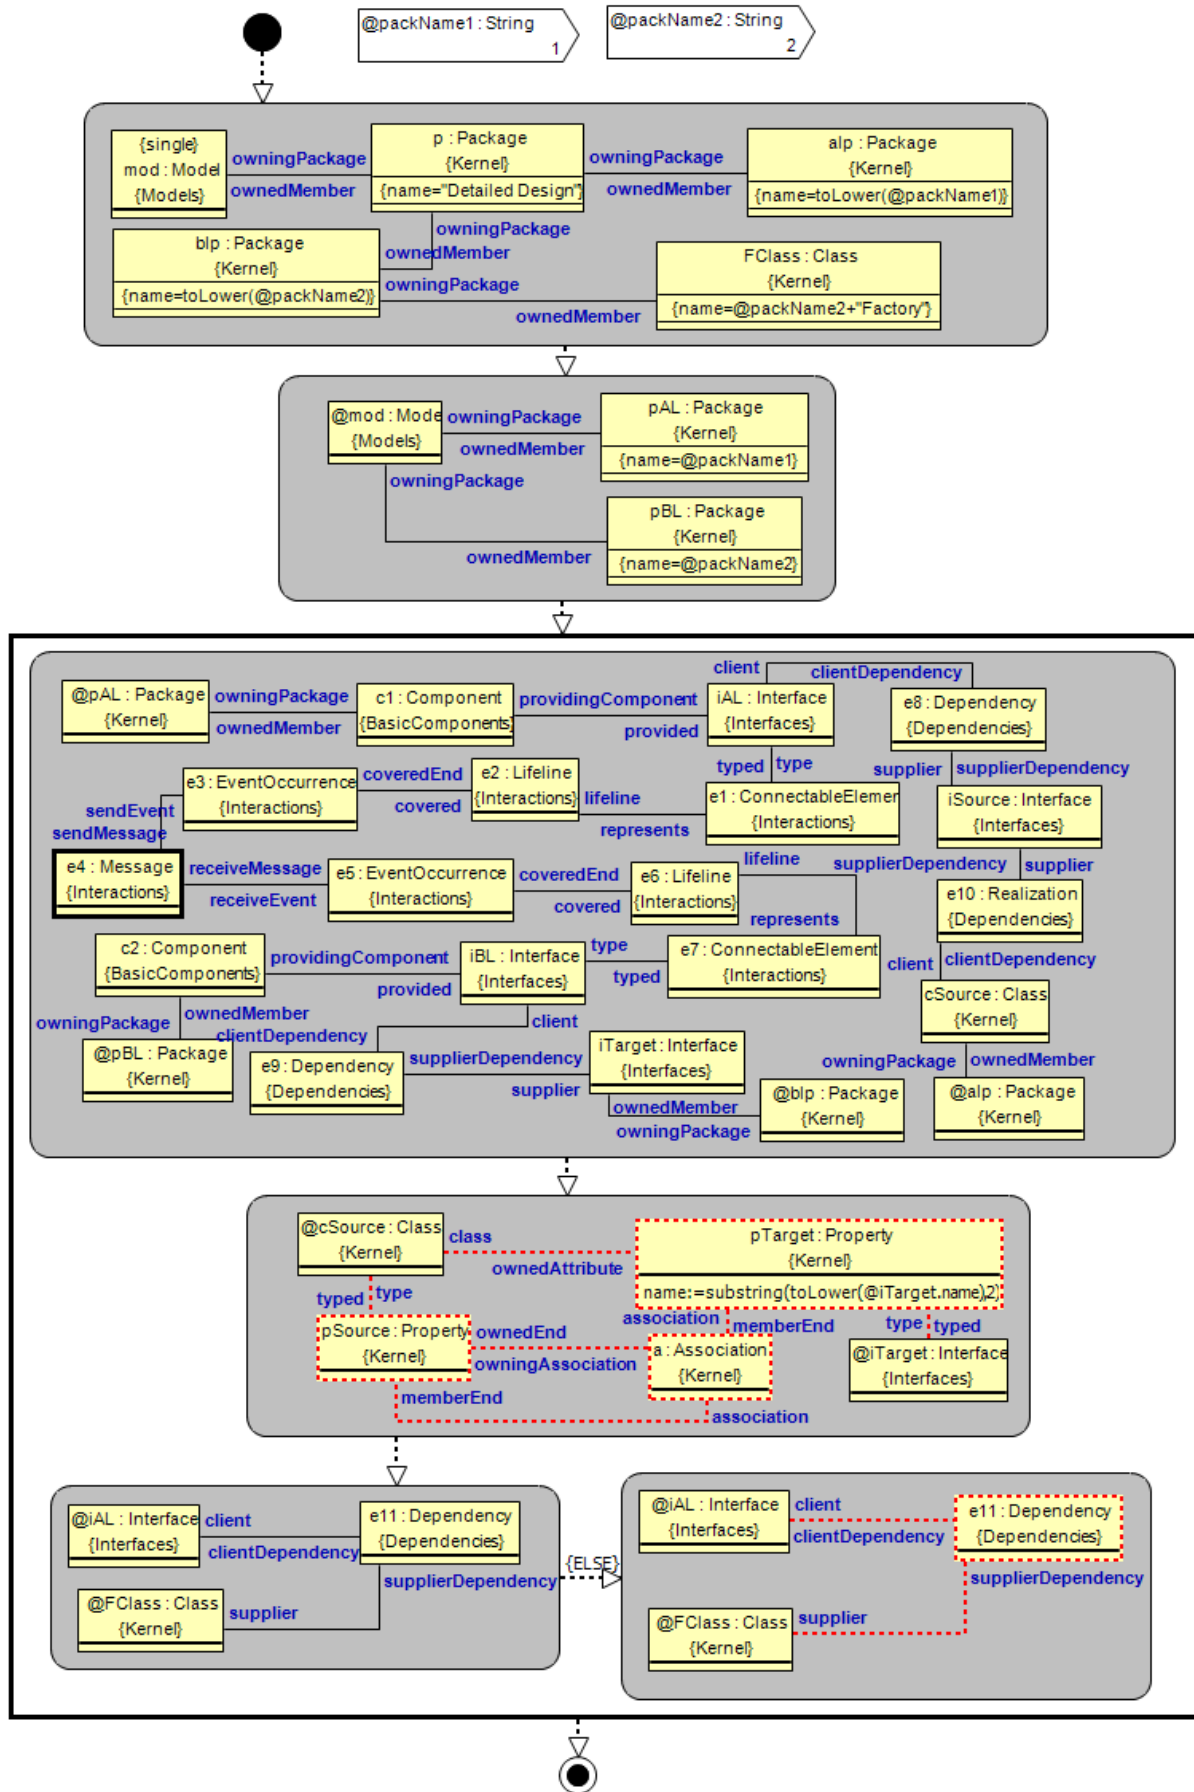 @packName1 : String
1
@packName2 : String
2
{single}
mod : Model
{Models}
owningPackage
ownedMember
p : Package
{Kernel}
{name="Detailed Design"}
owningPackage
ownedMember
alp : Package
{Kernel}
{name=toLower(@packName1)}
blp : Package
{Kernel}
{name=toLower(@packName2)}
owningPackage
ownedMember
owningPackage
ownedMember
FClass : Class
{Kernel}
{name=@packName2+"Factory"}
@mod : Mode
{Models}
owningPackage
ownedMember
owningPackage
ownedMember
pAL : Package
{Kernel}
{name=@packName1}
pBL : Package
{Kernel}
{name=@packName2}
@pAL : Package
{Kernel}
owningPackage
ownedMember
c1 : Component
{BasicComponents}
providingComponent
provided
iAL : Interface
{Interfaces}
client
clientDependency
e8 : Dependency
{Dependencies}
typed
type
supplier
supplierDependency
e3 : EventOccurrence
{Interactions}
coveredEnd
covered
e2 : Lifeline
{Interactions}
lifeline
represents
e1 : ConnectableElemen
{Interactions}
iSource : Interface
{Interfaces}
sendEvent
sendMessage
e4 : Message
{Interactions}
receiveMessage
receiveEvent
e5 : EventOccurrence
{Interactions}
coveredEnd
covered
e6 : Lifeline
{Interactions}
lifeline
represents
supplierDependency
supplier
e10 : Realization
{Dependencies}
c2 : Component
{BasicComponents}
providingComponent
provided
iBL : Interface
{Interfaces}
type
typed
e7 : ConnectableElement
{Interactions}
client
clientDependency
cSource : Class
{Kernel}
owningPackage
ownedMember
clientDependency
client
@pBL : Package
{Kernel}
e9 : Dependency
{Dependencies}
supplierDependency
supplier
iTarget : Interface
{Interfaces}
ownedMember
owningPackage
@blp : Package
{Kernel}
owningPackage
ownedMember
@alp : Package
{Kernel}
@cSource : Class
{Kernel}
class
ownedAttribute
pTarget : Property
{Kernel}
name:=substring(toLower(@iTarget.name),2)
typed
type
pSource : Property
{Kernel}
ownedEnd
owningAssociation
association
memberEnd
a : Association
{Kernel}
type
typed
@iTarget : Interface
{Interfaces}
memberEnd
association
@iAL : Interface
{Interfaces}
client
clientDependency
e11 : Dependency
{Dependencies}
supplierDependency
@FClass : Class
{Kernel}
supplier
{ELSE}
@iAL : Interface
{Interfaces}
client
clientDependency
e11 : Dependency
{Dependencies}
supplierDependency
@FClass : Class
{Kernel}
supplier